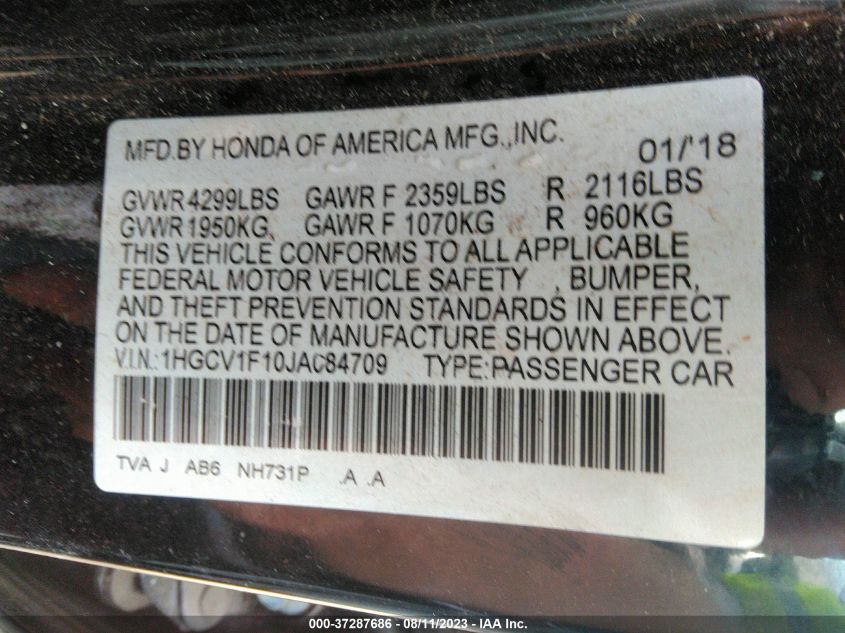 MFD.BY HONDA OF AMERICA MFG.,INC. 01/'18
GVWR 4299LBS GAWR F 2359LBS R 2116LBS
GVWR 1950KG GAWR F 1070KG R 960KG
THIS VEHICLE CONFORMS TO ALL APPLICABLE
FEDERAL MOTOR VEHICLE SAFETY , BUMPER,
AND THEFT PREVENTION STANDARDS IN EFFECT
ON THE DATE OF MANUFACTURE SHOWN ABOVE.
V.I.N.:1HGCV1F10JA084709 TYPE:PASSENGER CAR
TVA J AB6 NH731P .A .A
000-37287686 - 08/11/2023 - IAA Inc.